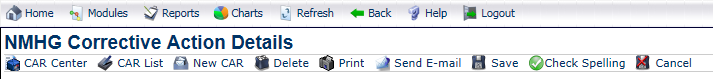 Home Modules Reports Charts Refresh Back Help Logout
NMHG Corrective Action Details
CAR Center CAR List New CAR Delete Print Send E-mail Save Check Spelling Cancel